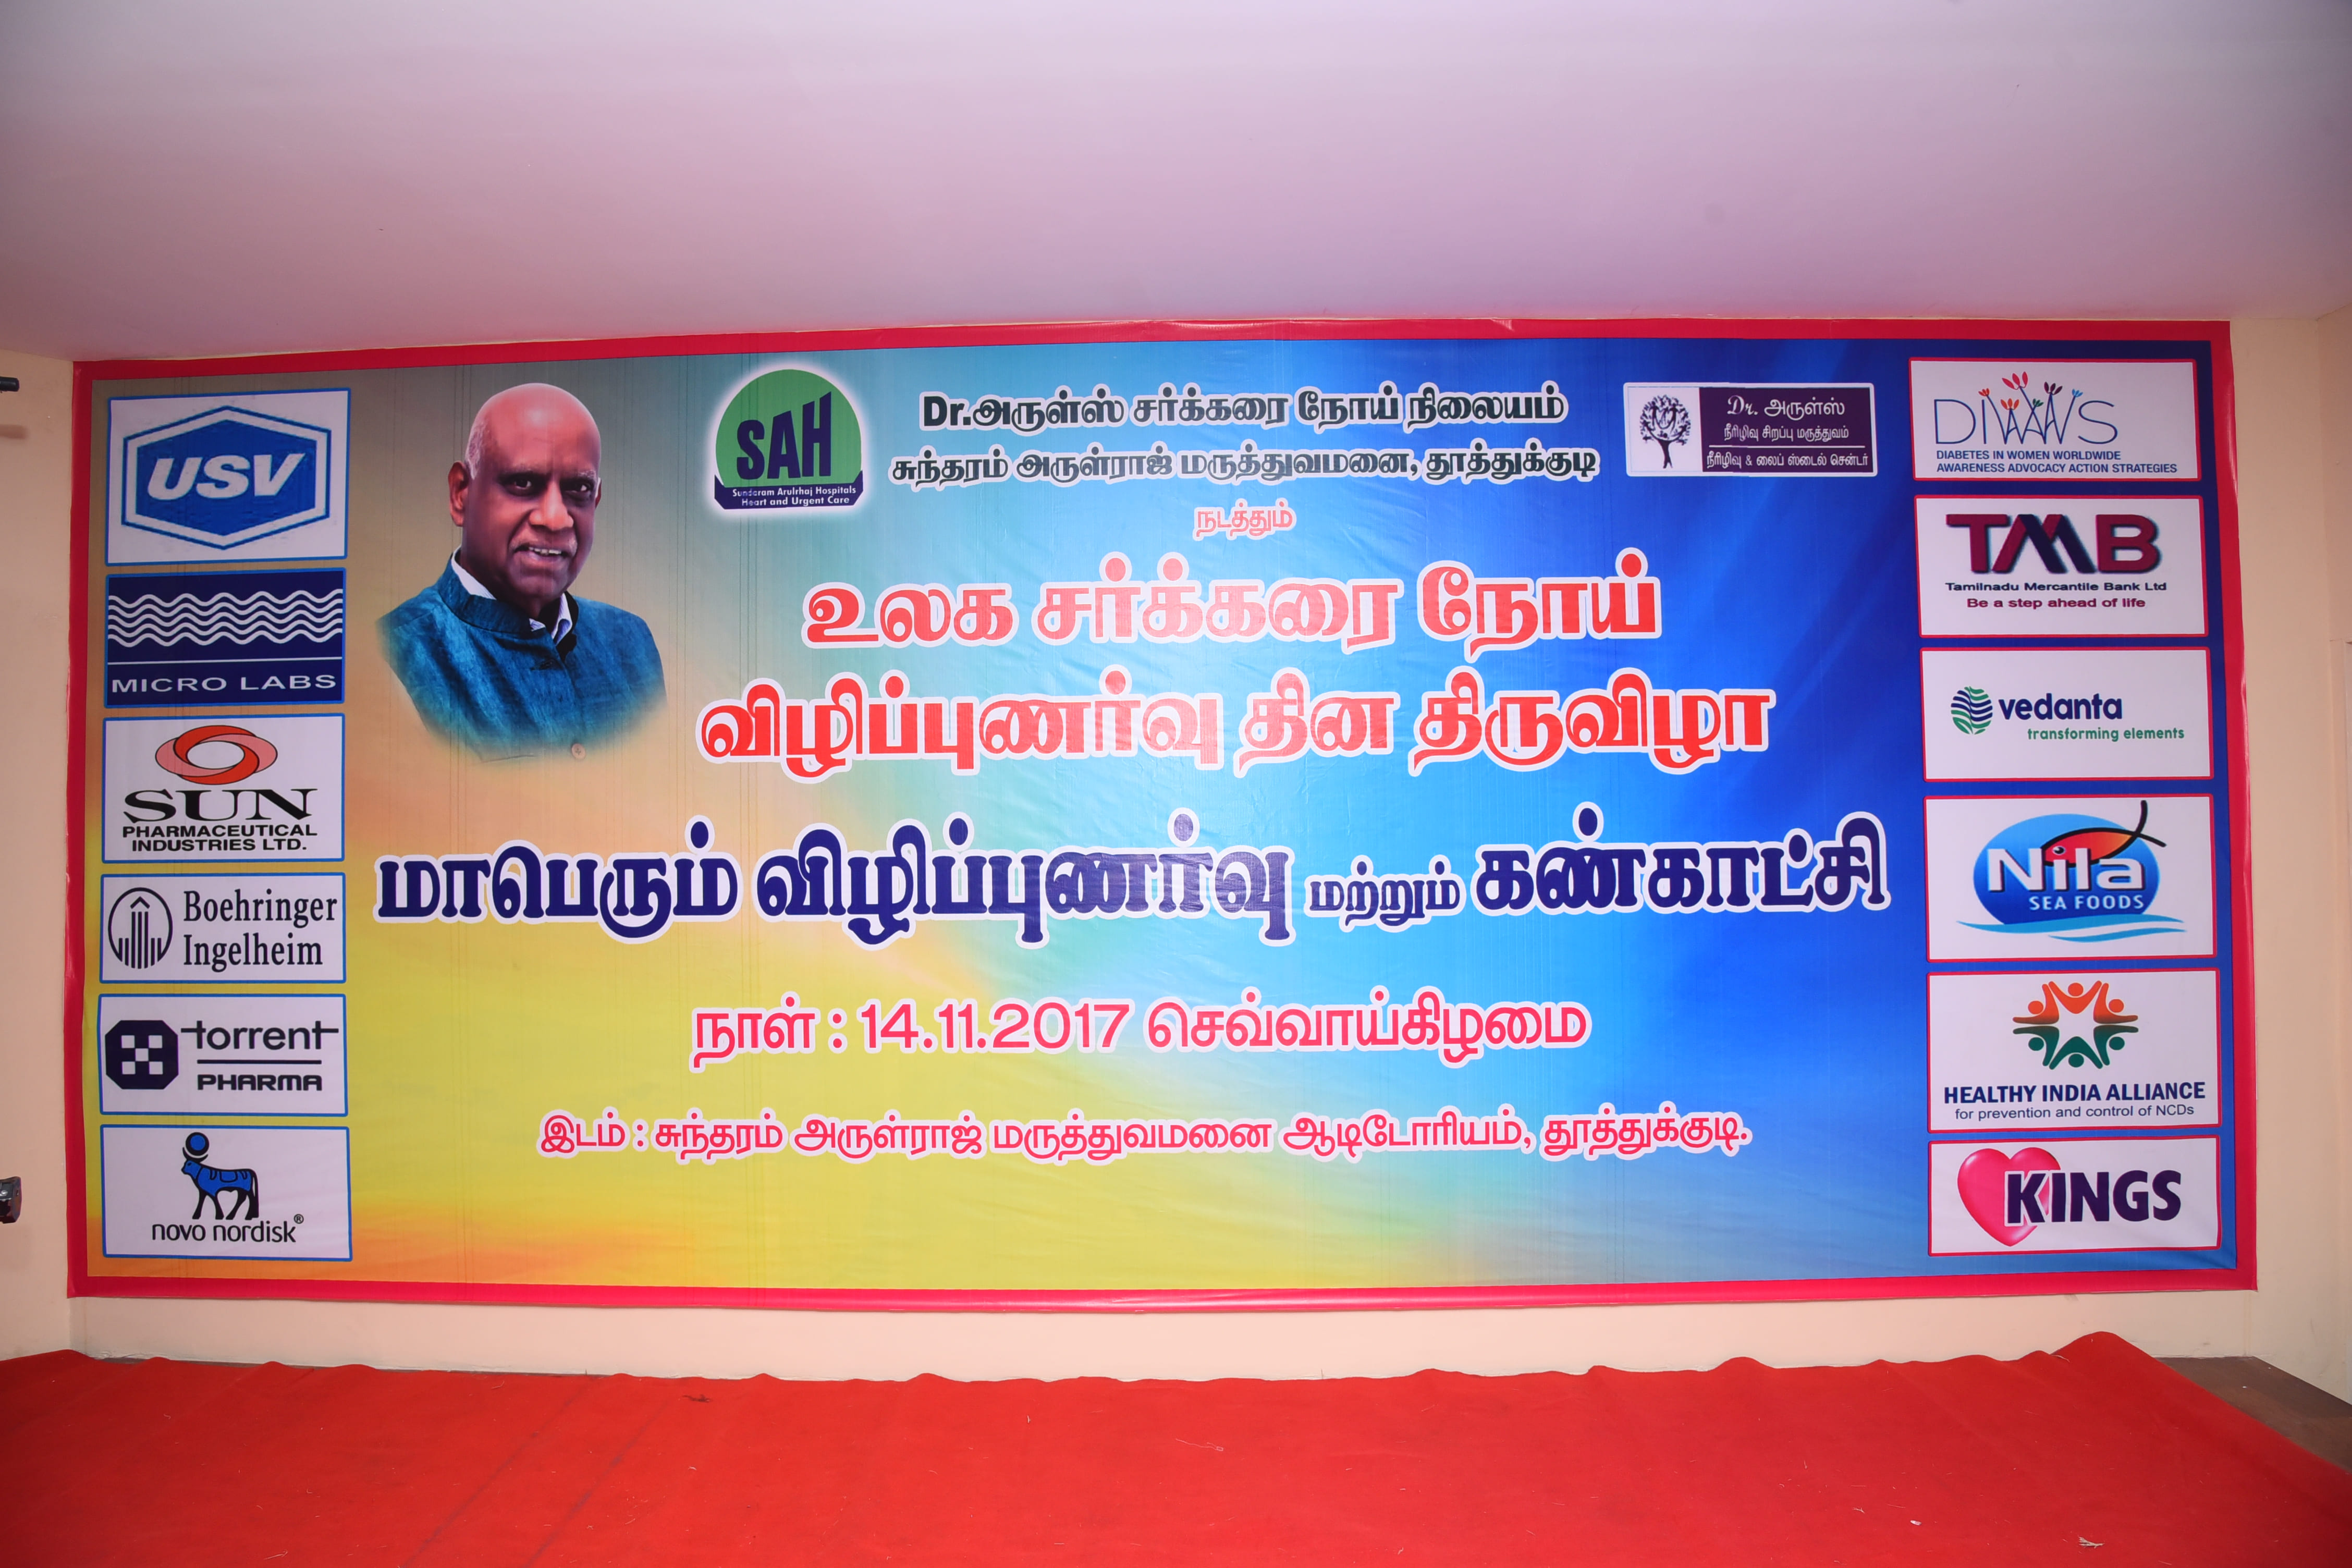 USV
MICRO LABS
SUN
PHARMACEUTICAL
INDUSTRIES LTD.
Boehringer
Ingelheim
torrent
PHARMA
novo nordisk®
SAH
Sundaram Arulrhaj Hospitals
Heart and Urgent Care
Dr.அருள்ஸ் சர்க்கரை நோய் நிலையம்
சுந்தரம் அருள்ராஜ் மருத்துவமனை, தூத்துக்குடி
நடத்தும்
உலக சர்க்கரை நோய்
விழிப்புணர்வு தின திருவிழா
மாபெரும் விழிப்புணர்வு மற்றும் கண்காட்சி
நாள் : 14.11.2017 செவ்வாய்கிழமை
இடம் : சுந்தரம் அருள்ராஜ் மருத்துவமனை ஆடிடோரியம், தூத்துக்குடி.
Dr. அருள்ஸ்
நீரிழிவு சிறப்பு மருத்துவம்
நீரிழிவு & லைப் ஸ்டைல் சென்டர்
DIWWAAS
DIABETES IN WOMEN WORLDWIDE
AWARENESS ADVOCACY ACTION STRATEGIES
TMB
Tamilnadu Mercantile Bank Ltd
Be a step ahead of life
vedanta
transforming elements
Nila
SEA FOODS
HEALTHY INDIA ALLIANCE
for prevention and control of NCDs
KINGS